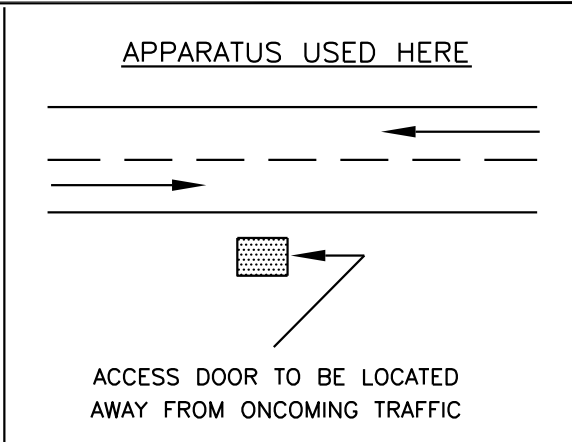 APPARATUS USED HERE
ACCESS DOOR TO BE LOCATED
AWAY FROM ONCOMING TRAFFIC